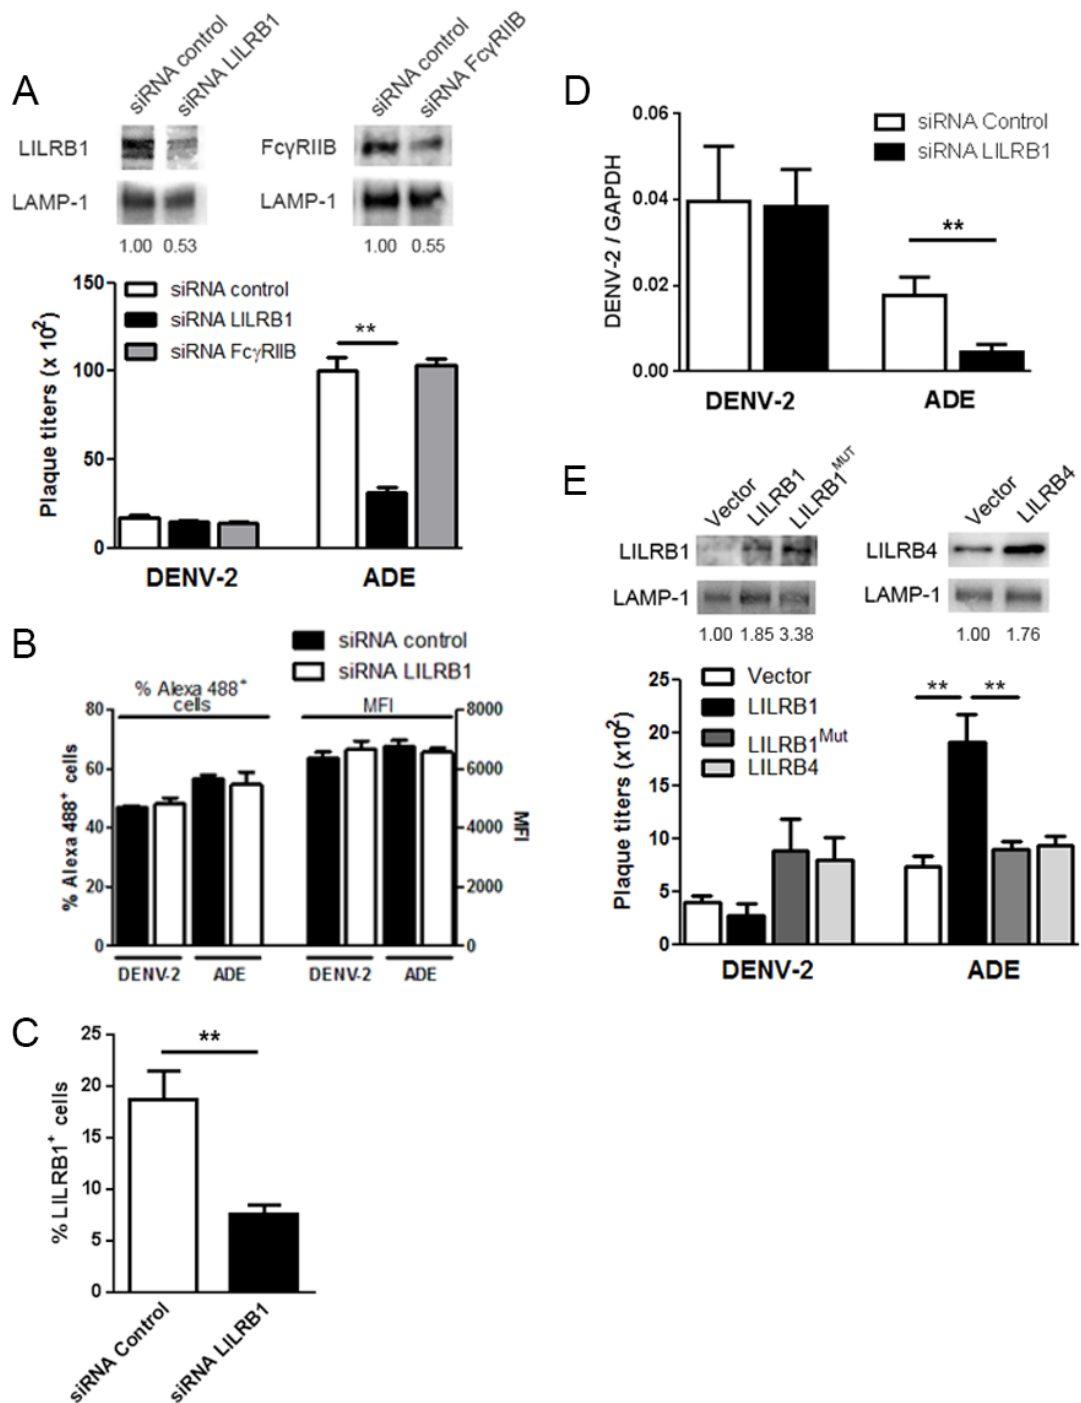 A
siRNA control
siRNA LILRB1
LILRB1
LAMP-1
1.00 0.53
siRNA control
siRNA FcγRIIB
FcγRIIB
LAMP-1
1.00 0.55
siRNA control
siRNA LILRB1
siRNA FcγRIIB
Plaque titers (x 10²)
150
100
50
0
**
DENV-2 ADE
B
siRNA control
siRNA LILRB1
% Alexa 488⁺
cells
MFI
% Alexa 488⁺ cells
80
60
40
20
0
8000
6000
4000
2000
0
MFI
DENV-2 ADE DENV-2 ADE
C
% LILRB1⁺ cells
25
20
15
10
5
0
**
siRNA Control
siRNA LILRB1
D
siRNA Control
siRNA LILRB1
DENV-2 / GAPDH
0.06
0.04
0.02
0.00
**
DENV-2 ADE
E
Vector
LILRB1
LILRB1ᴹᵁᵀ
LILRB1
LAMP-1
1.00 1.85 3.38
Vector
LILRB4
LILRB4
LAMP-1
1.00 1.76
Vector
LILRB1
LILRB1ᴹᵘᵗ
LILRB4
Plaque titers (x10²)
25
20
15
10
5
0
** **
DENV-2 ADE